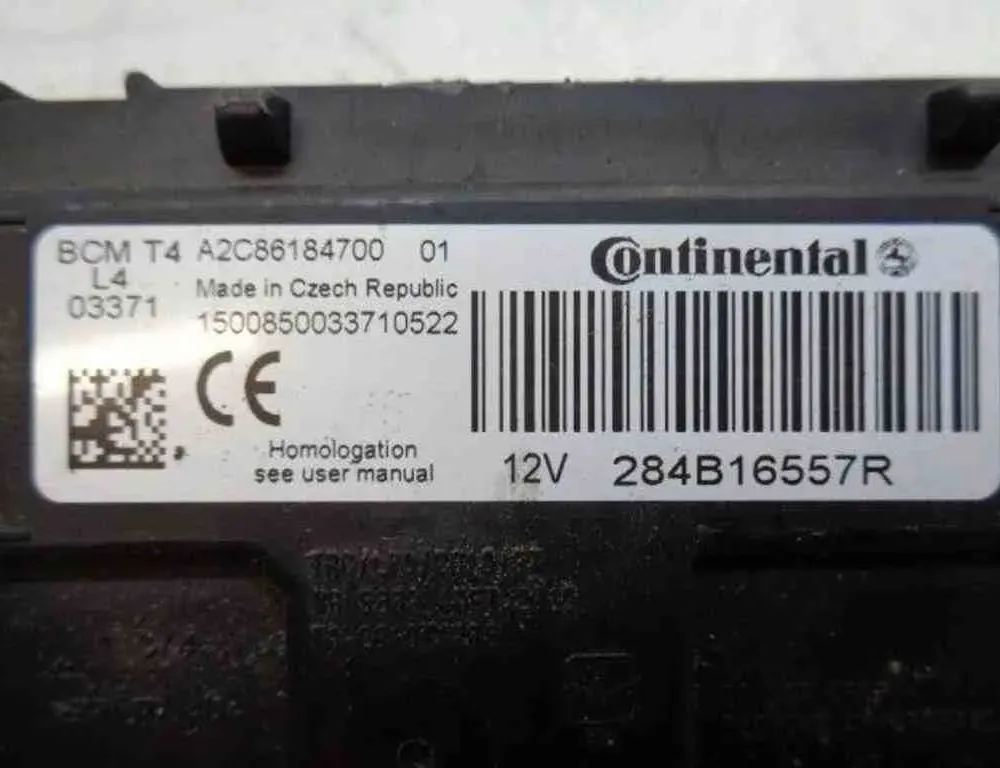 BCM T4 A2C86184700 01
L4
03371
Made in Czech Republic
1500850033710522
CE
Homologation
see user manual
Continental
12V 284B16557R